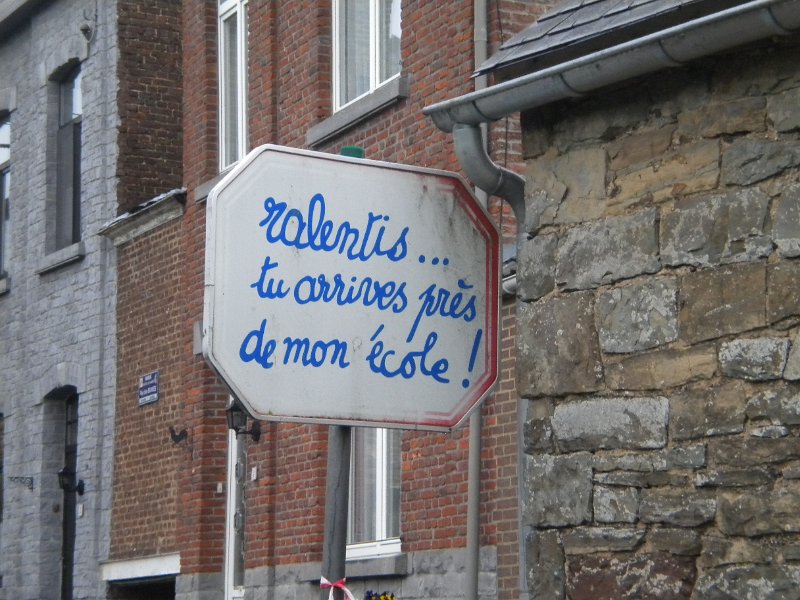 ralentis...
tu arrives près
de mon école !